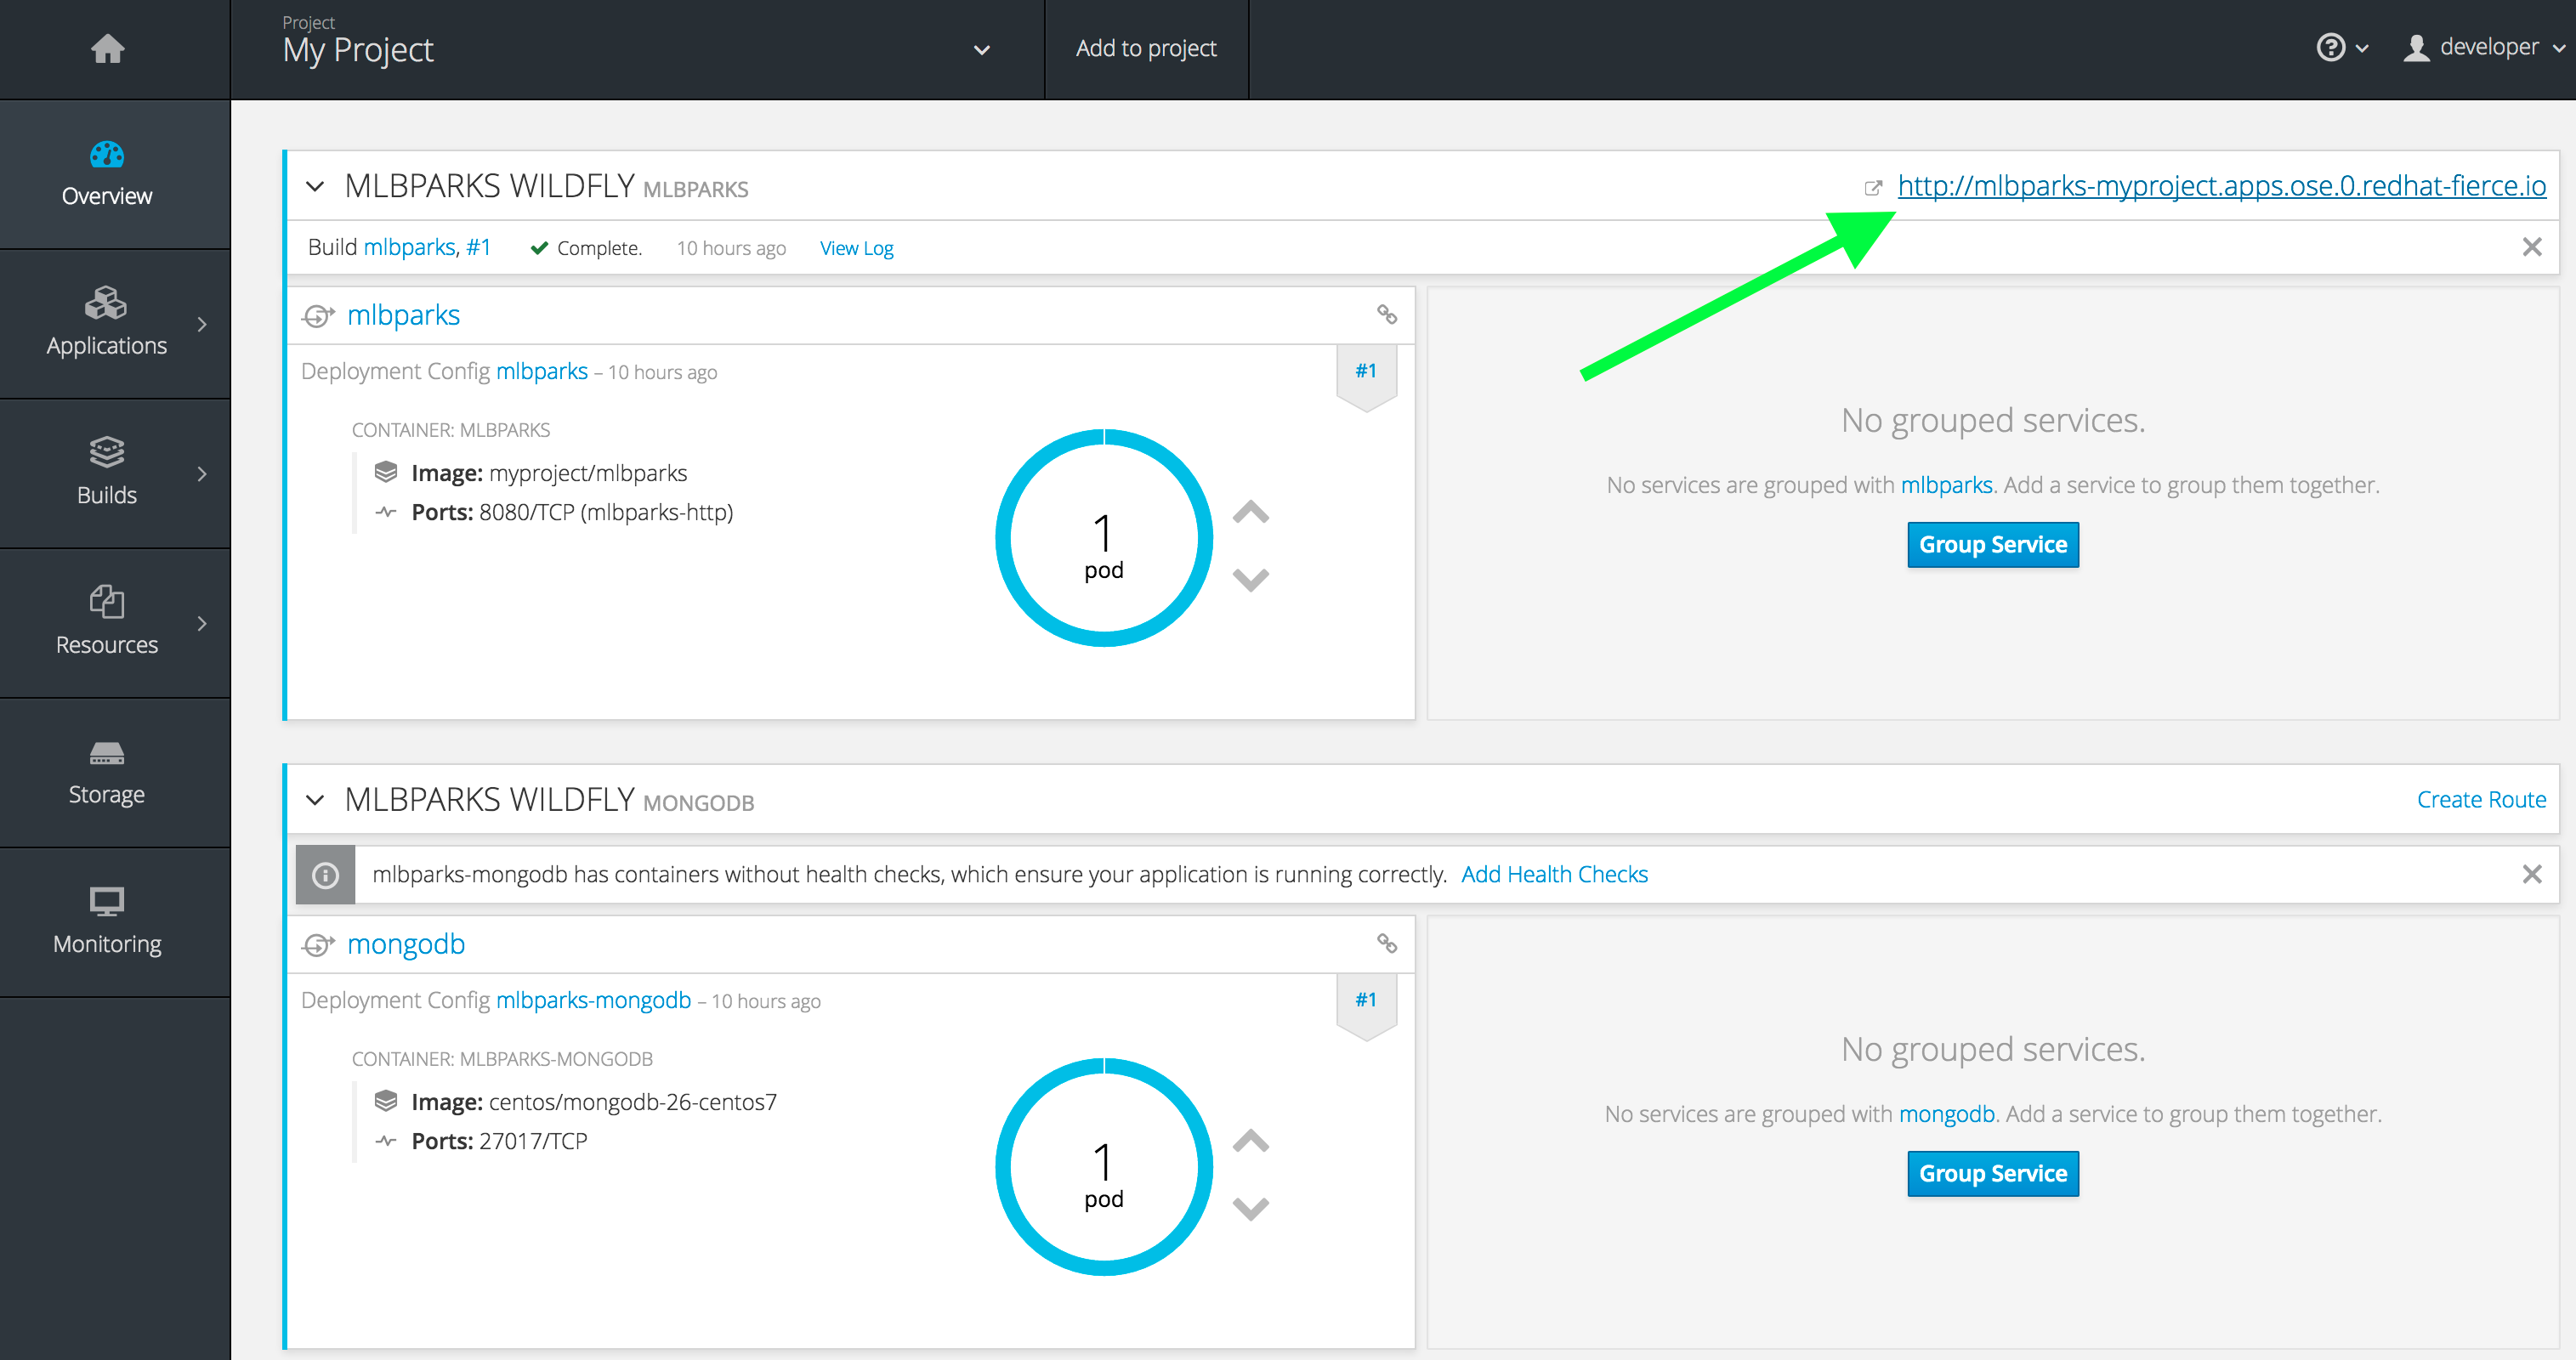 Project
My Project
Add to project
developer
Overview
Applications
Builds
Resources
Storage
Monitoring
MLBPARKS WILDFLY MLBPARKS
http://mlbparks-myproject.apps.ose.0.redhat-fierce.io
Build mlbparks, #1 Complete. 10 hours ago View Log
mlbparks
Deployment Config mlbparks – 10 hours ago
#1
CONTAINER: MLBPARKS
Image: myproject/mlbparks
Ports: 8080/TCP (mlbparks-http)
1
pod
No grouped services.
No services are grouped with mlbparks. Add a service to group them together.
Group Service
MLBPARKS WILDFLY MONGODB
Create Route
mlbparks-mongodb has containers without health checks, which ensure your application is running correctly. Add Health Checks
mongodb
Deployment Config mlbparks-mongodb – 10 hours ago
#1
CONTAINER: MLBPARKS-MONGODB
Image: centos/mongodb-26-centos7
Ports: 27017/TCP
1
pod
No grouped services.
No services are grouped with mongodb. Add a service to group them together.
Group Service